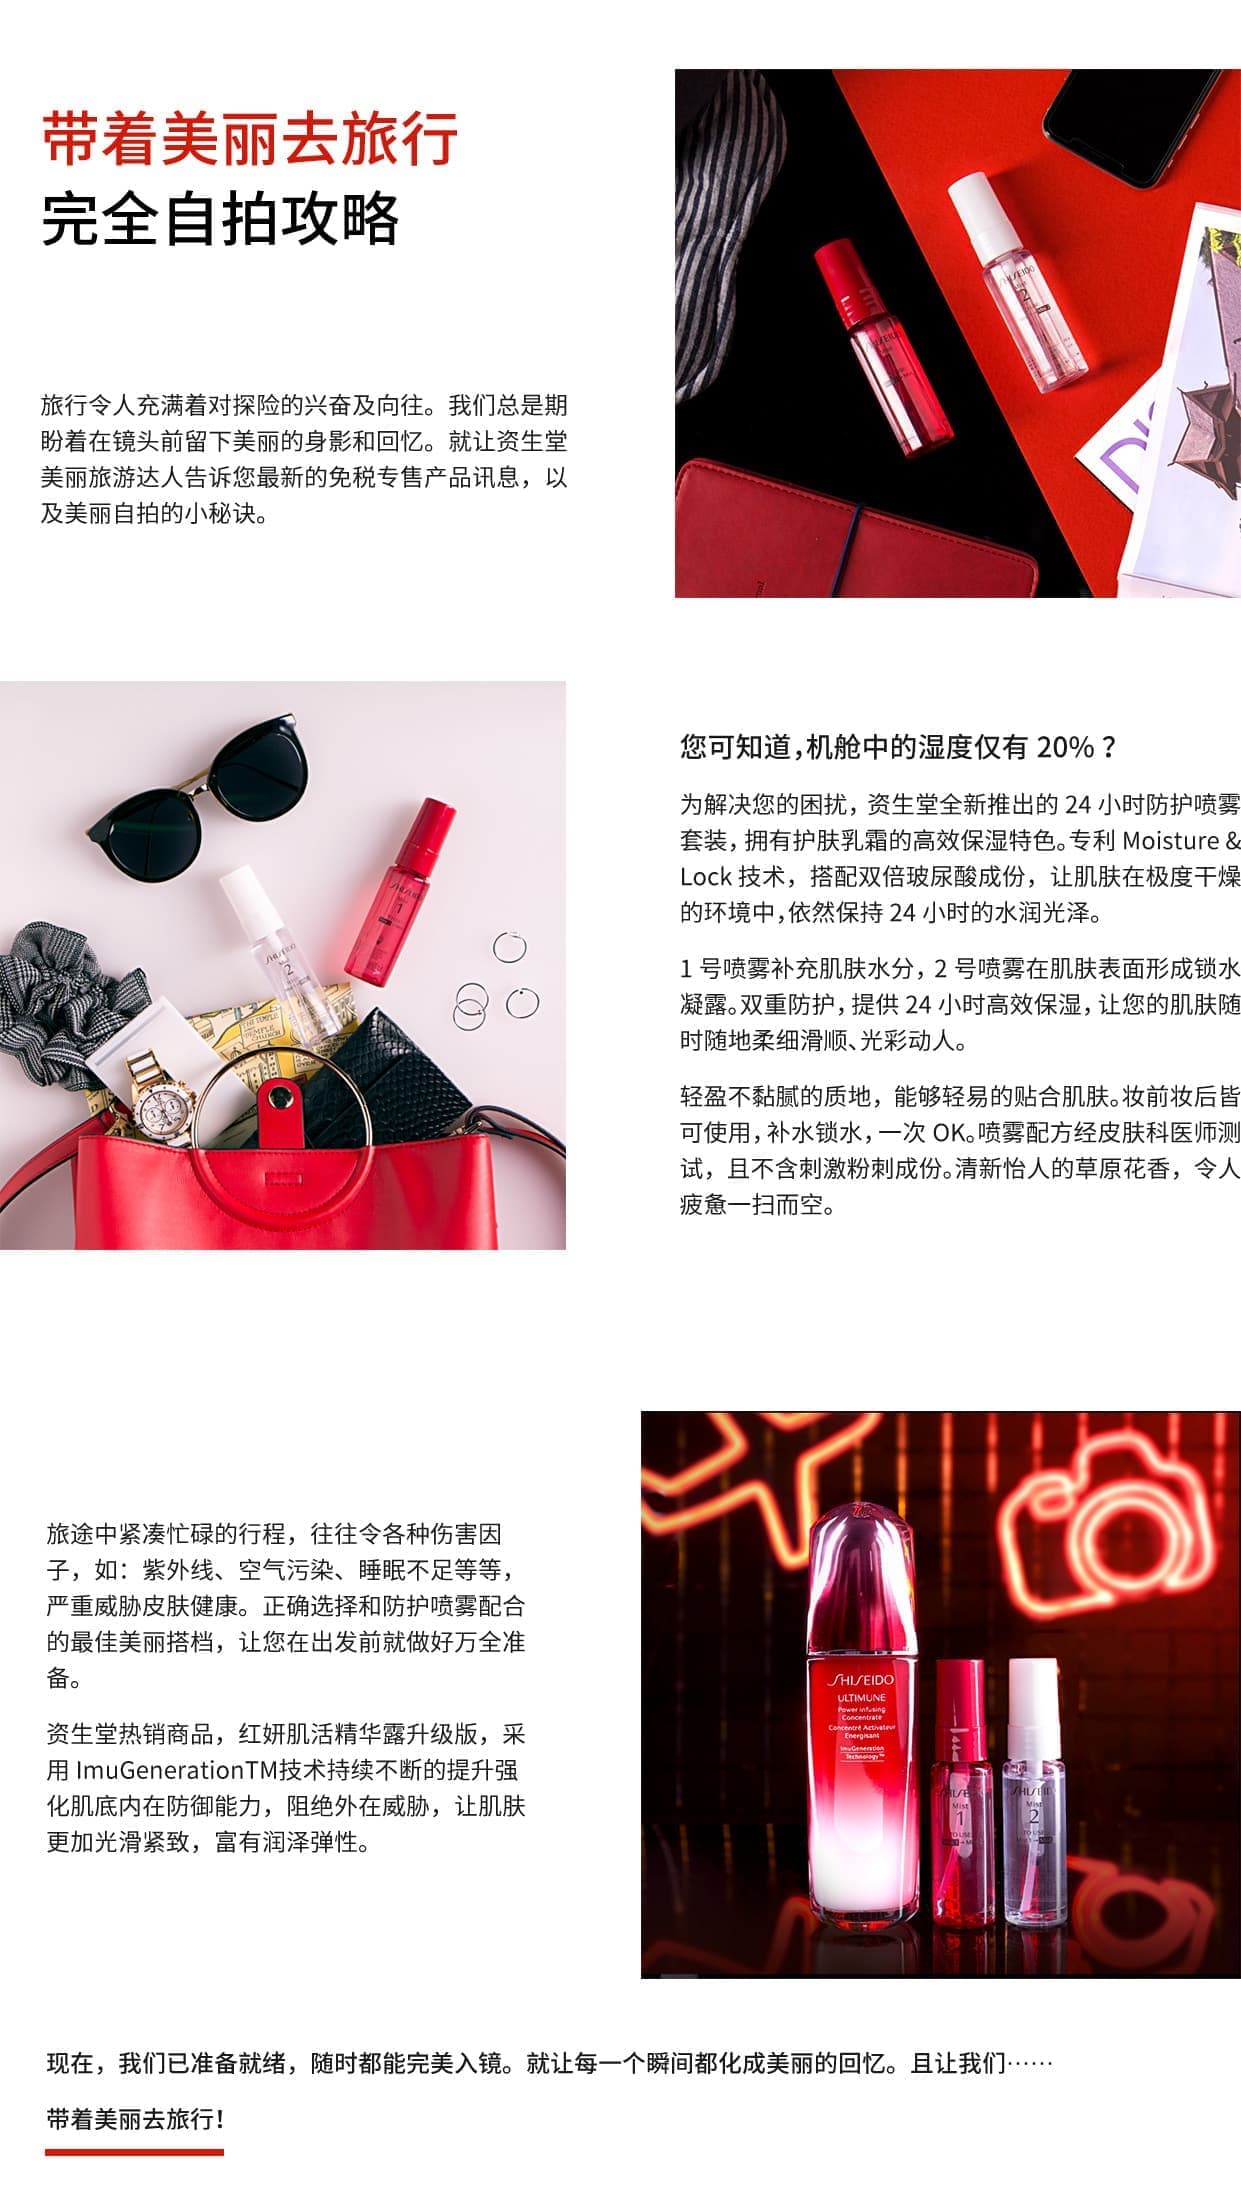 带着美丽去旅行
完全自拍攻略
旅行令人充满着对探险的兴奋及向往。我们总是期
盼着在镜头前留下美丽的身影和回忆。就让资生堂
美丽旅游达人告诉您最新的免税专售产品讯息，以
及美丽自拍的小秘诀。
SHISEIDO
2
SHISEIDO
您可知道，机舱中的湿度仅有 20%？
为解决您的困扰，资生堂全新推出的 24 小时防护喷雾
套装，拥有护肤乳霜的高效保湿特色。专利 Moisture &
Lock 技术，搭配双倍玻尿酸成份，让肌肤在极度干燥
的环境中，依然保持 24 小时的水润光泽。
1 号喷雾补充肌肤水分，2 号喷雾在肌肤表面形成锁水
凝露。双重防护，提供 24 小时高效保湿，让您的肌肤随
时随地柔细滑顺、光彩动人。
轻盈不黏腻的质地，能够轻易的贴合肌肤。妆前妆后皆
可使用，补水锁水，一次 OK。喷雾配方经皮肤科医师测
试，且不含刺激粉刺成份。清新怡人的草原花香，令人
疲惫一扫而空。
SHISEIDO
1
SHISEIDO
2
THE TEMPLE
TEMPLE
CHURCH
旅途中紧凑忙碌的行程，往往令各种伤害因
子，如：紫外线、空气污染、睡眠不足等等，
严重威胁皮肤健康。正确选择和防护喷雾配合
的最佳美丽搭档，让您在出发前就做好万全准
备。
资生堂热销商品，红妍肌活精华露升级版，采
用 ImuGenerationTM技术持续不断的提升强
化肌底内在防御能力，阻绝外在威胁，让肌肤
更加光滑紧致，富有润泽弹性。
SHISEIDO
ULTIMUNE
Power Infusing
Concentrate
Concentré Activateur
Energisant
ImuGeneration
Technology™
Mist
1
TO USE
Mist
2
TO USE
现在，我们已准备就绪，随时都能完美入镜。就让每一个瞬间都化成美丽的回忆。且让我们……
带着美丽去旅行！